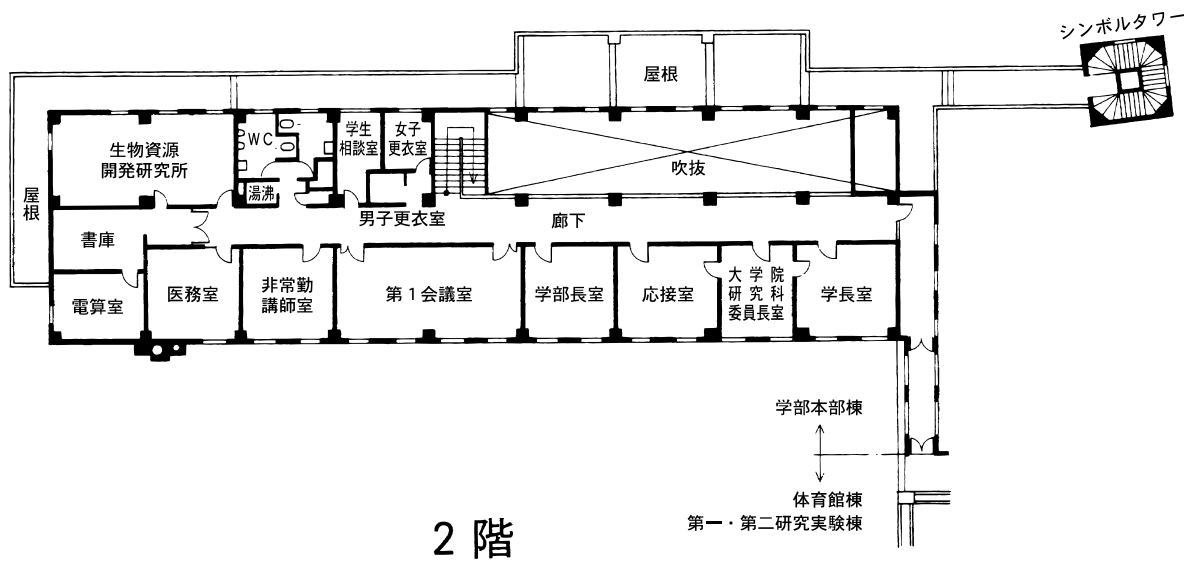 シンボルタワー
屋根
生物資源
開発研究所
WC
学生
相談室
女子
更衣室
吹抜
屋根
湯沸
男子更衣室
廊下
書庫
電算室
医務室
非常勤
講師室
第1会議室
学部長室
応接室
大学院
研究科
委員長室
学長室
学部本部棟
体育館棟
第一・第二研究実験棟
2階